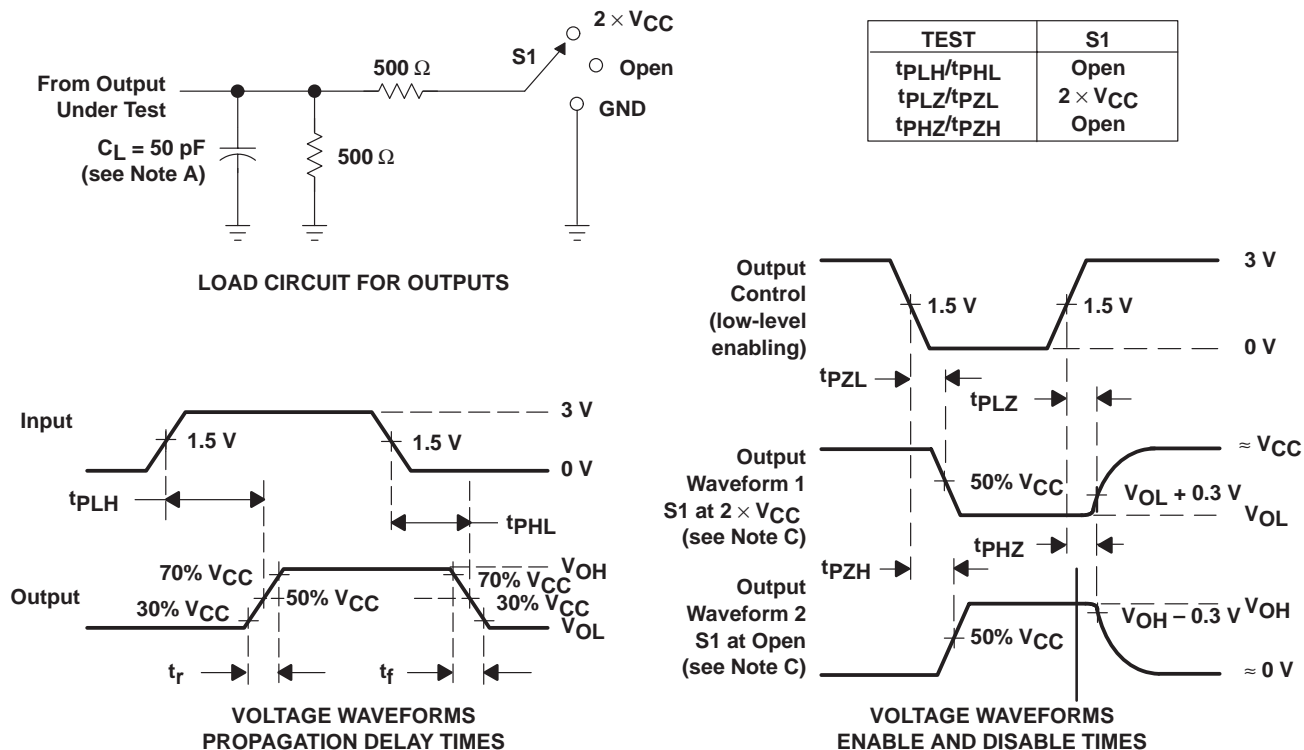 2 × VCC
S1
Open
GND
500 Ω
From Output
Under Test
CL = 50 pF
(see Note A)
500 Ω
LOAD CIRCUIT FOR OUTPUTS
TEST S1
tPLH/tPHL Open
tPLZ/tPZL 2 × VCC
tPHZ/tPZH Open
Input
1.5 V
1.5 V
3 V
0 V
tPLH
tPHL
Output
70% VCC
30% VCC
50% VCC
VOH
70% VCC
30% VCC
VOL
tr
tf
VOLTAGE WAVEFORMS
PROPAGATION DELAY TIMES
Output
Control
(low-level
enabling)
1.5 V
1.5 V
3 V
0 V
tPZL
tPLZ
Output
Waveform 1
S1 at 2 × VCC
(see Note C)
50% VCC
≈ VCC
VOL + 0.3 V
VOL
tPZH
tPHZ
Output
Waveform 2
S1 at Open
(see Note C)
50% VCC
VOH
VOH – 0.3 V
≈ 0 V
VOLTAGE WAVEFORMS
ENABLE AND DISABLE TIMES